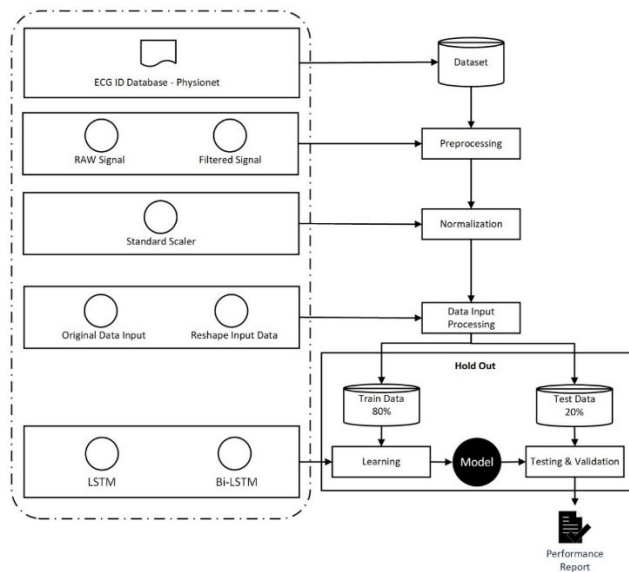 ECG ID Database - Physionet
Dataset
RAW Signal
Filtered Signal
Preprocessing
Standard Scaler
Normalization
Original Data Input
Reshape Input Data
Data Input
Processing
Hold Out
Train Data
80%
Test Data
20%
LSTM
Bi-LSTM
Learning
Model
Testing & Validation
Performance
Report